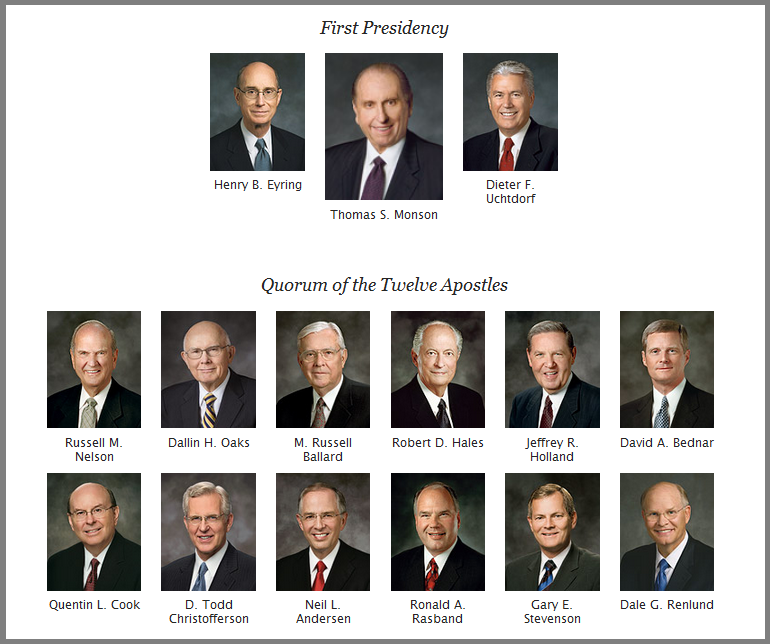 First Presidency
Henry B. Eyring
Thomas S. Monson
Dieter F.
Uchtdorf
Quorum of the Twelve Apostles
Russell M.
Nelson
Dallin H. Oaks
M. Russell
Ballard
Robert D. Hales
Jeffrey R.
Holland
David A. Bednar
Quentin L. Cook
D. Todd
Christofferson
Neil L.
Andersen
Ronald A.
Rasband
Gary E.
Stevenson
Dale G. Renlund